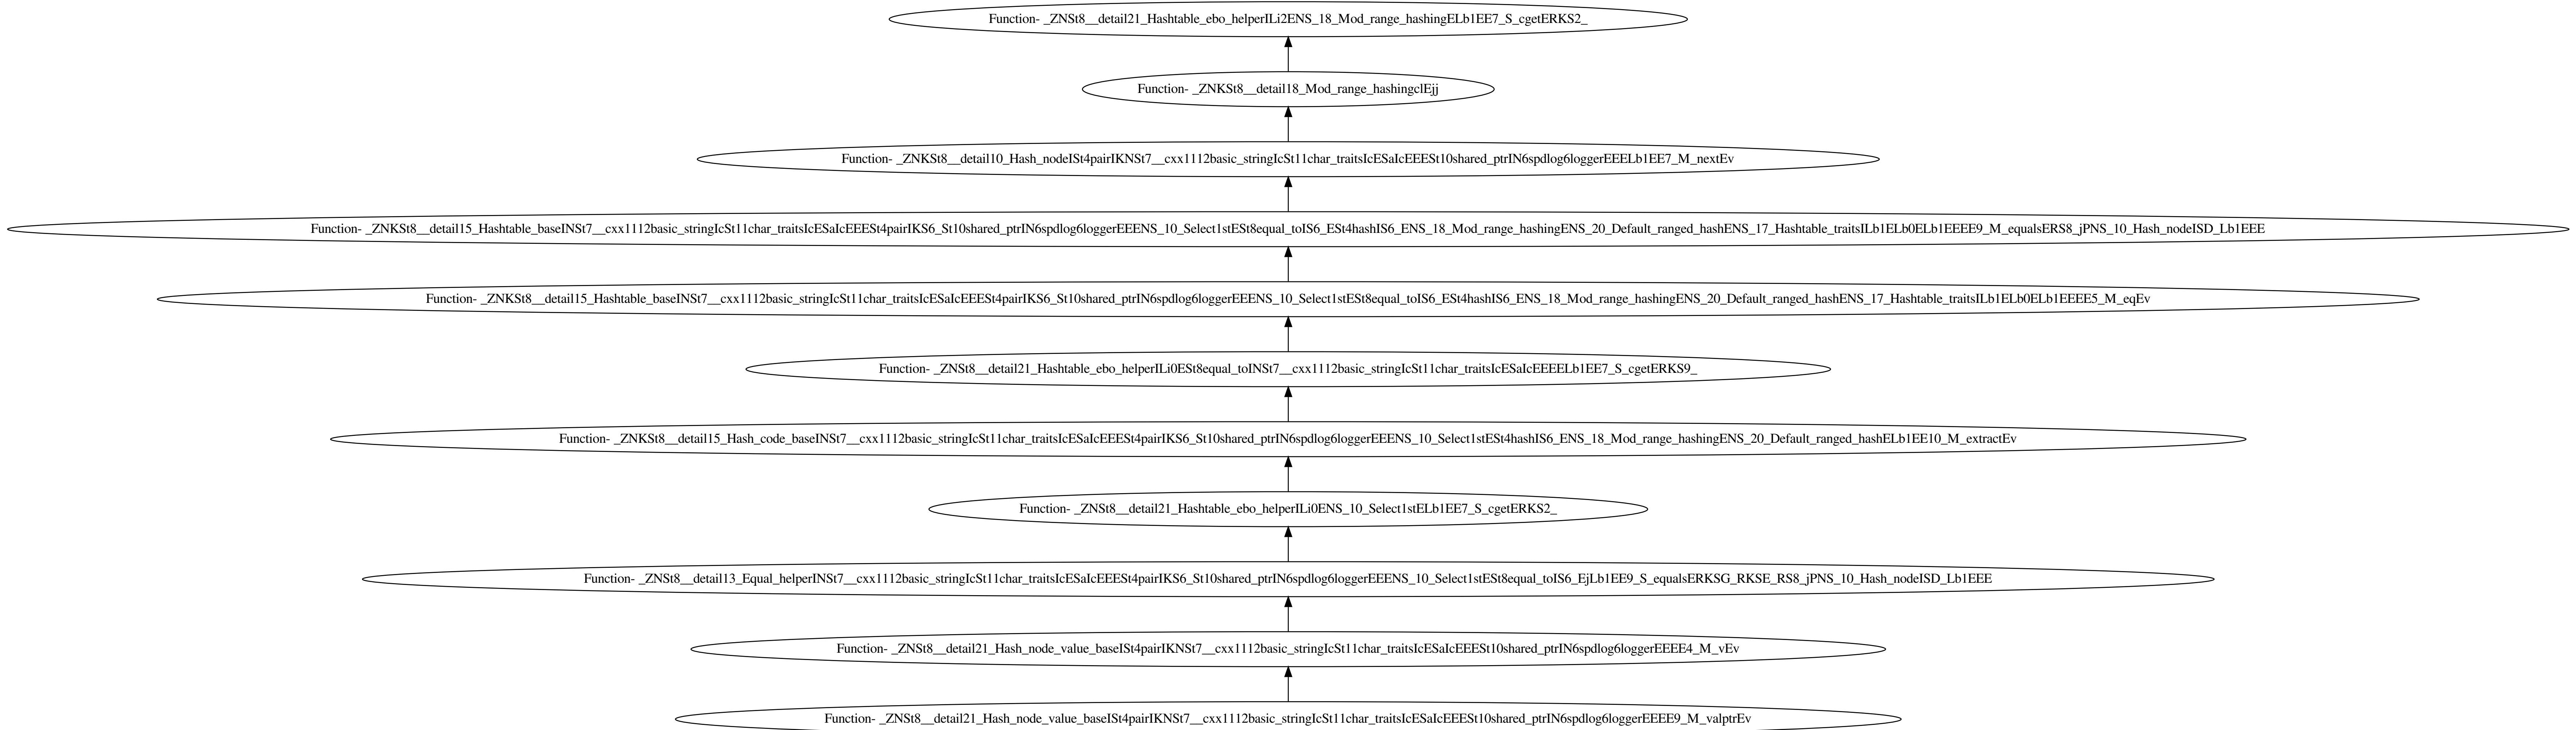 Function- _ZNSt8__detail21_Hashtable_ebo_helperILi2ENS_18_Mod_range_hashingELb1EE7_S_cgetERKS2_
Function- _ZNKSt8__detail18_Mod_range_hashingclEjj
Function- _ZNKSt8__detail10_Hash_nodeISt4pairIKNSt7__cxx1112basic_stringIcSt11char_traitsIcESaIcEEESt10shared_ptrIN6spdlog6loggerEEELb1EE7_M_nextEv
Function- _ZNKSt8__detail15_Hashtable_baseINSt7__cxx1112basic_stringIcSt11char_traitsIcESaIcEEESt4pairIKS6_St10shared_ptrIN6spdlog6loggerEEENS_10_Select1stESt8equal_toIS6_ESt4hashIS6_ENS_18_Mod_range_hashingENS_20_Default_ranged_hashENS_17_Hashtable_traitsILb1ELb0ELb1EEEE9_M_equalsERS8_jPNS_10_Hash_nodeISD_Lb1EEE
Function- _ZNKSt8__detail15_Hashtable_baseINSt7__cxx1112basic_stringIcSt11char_traitsIcESaIcEEESt4pairIKS6_St10shared_ptrIN6spdlog6loggerEEENS_10_Select1stESt8equal_toIS6_ESt4hashIS6_ENS_18_Mod_range_hashingENS_20_Default_ranged_hashENS_17_Hashtable_traitsILb1ELb0ELb1EEEE5_M_eqEv
Function- _ZNSt8__detail21_Hashtable_ebo_helperILi0ESt8equal_toINSt7__cxx1112basic_stringIcSt11char_traitsIcESaIcEEEELb1EE7_S_cgetERKS9_
Function- _ZNKSt8__detail15_Hash_code_baseINSt7__cxx1112basic_stringIcSt11char_traitsIcESaIcEEESt4pairIKS6_St10shared_ptrIN6spdlog6loggerEEENS_10_Select1stESt4hashIS6_ENS_18_Mod_range_hashingENS_20_Default_ranged_hashELb1EE10_M_extractEv
Function- _ZNSt8__detail21_Hashtable_ebo_helperILi0ENS_10_Select1stELb1EE7_S_cgetERKS2_
Function- _ZNSt8__detail13_Equal_helperINSt7__cxx1112basic_stringIcSt11char_traitsIcESaIcEEESt4pairIKS6_St10shared_ptrIN6spdlog6loggerEEENS_10_Select1stESt8equal_toIS6_EjLb1EE9_S_equalsERKSG_RKSE_RS8_jPNS_10_Hash_nodeISD_Lb1EEE
Function- _ZNSt8__detail21_Hash_node_value_baseISt4pairIKNSt7__cxx1112basic_stringIcSt11char_traitsIcESaIcEEESt10shared_ptrIN6spdlog6loggerEEEE4_M_vEv
Function- _ZNSt8__detail21_Hash_node_value_baseISt4pairIKNSt7__cxx1112basic_stringIcSt11char_traitsIcESaIcEEESt10shared_ptrIN6spdlog6loggerEEEE9_M_valptrEv